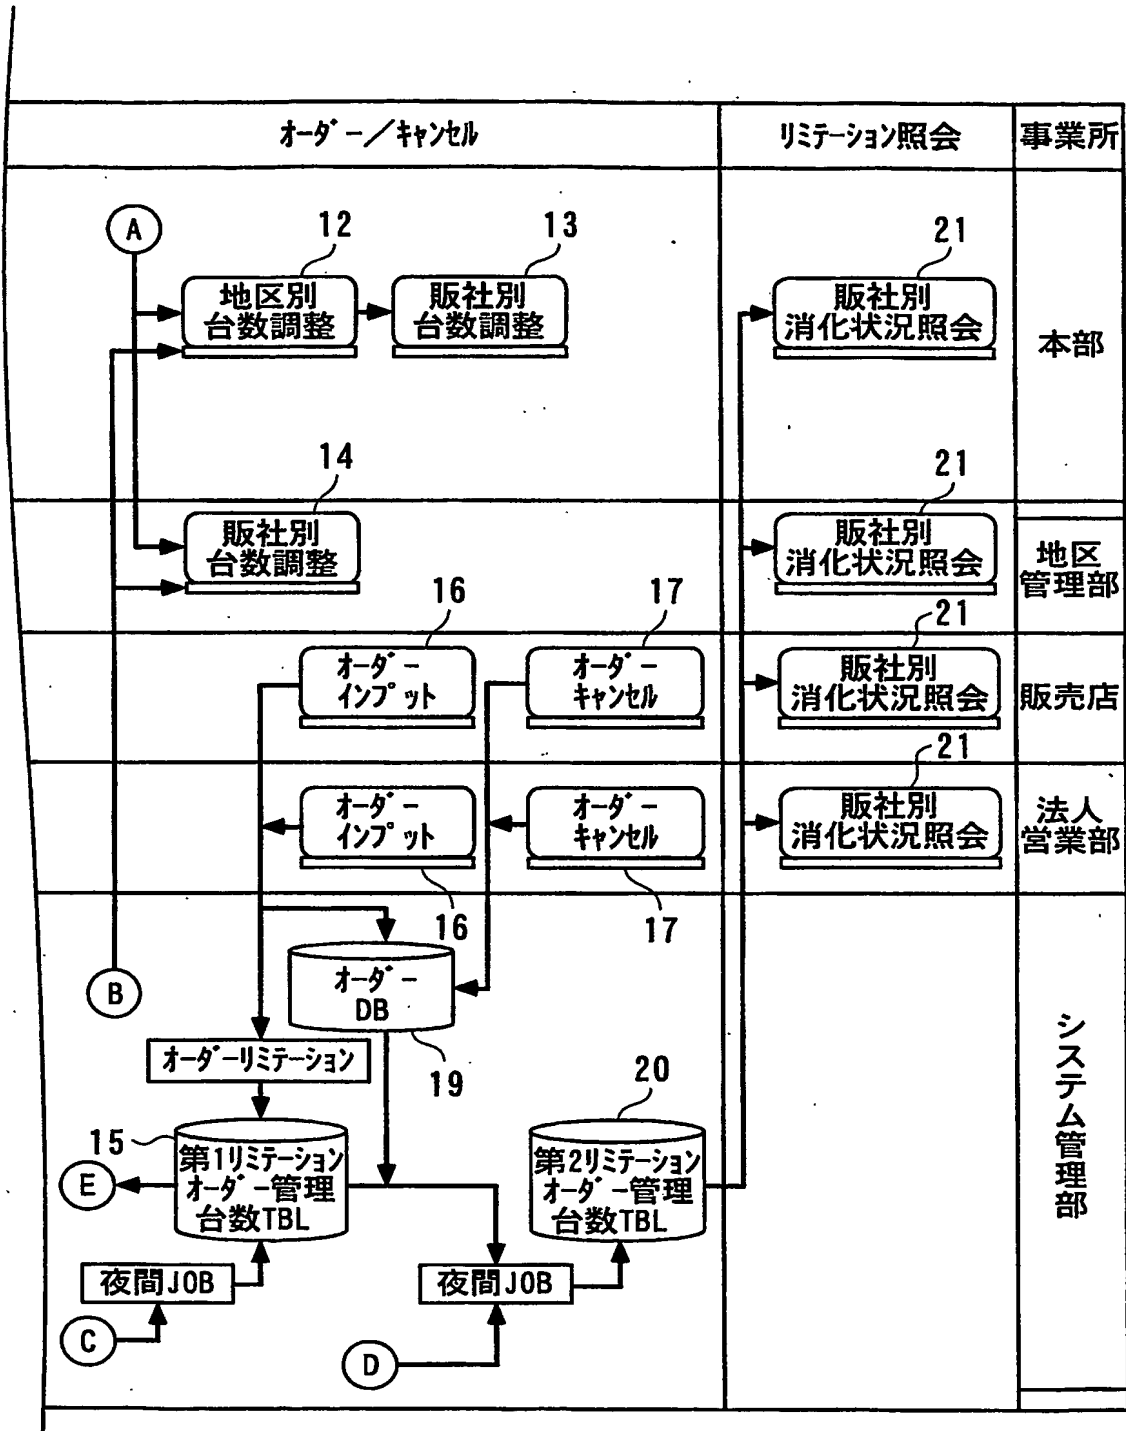 オーダー／キャンセル
リミテーション照会
事業所
A
12
13
21
地区別
台数調整
販社別
台数調整
販社別
消化状況照会
本部
14
21
販社別
台数調整
販社別
消化状況照会
地区
管理部
16
17
21
オーダー
インプット
オーダー
キャンセル
販社別
消化状況照会
販売店
21
オーダー
インプット
オーダー
キャンセル
販社別
消化状況照会
法人
営業部
16
17
B
オーダー
DB
19
オーダーリミテーション
20
システム管理部
15
第1リミテーション
オーダー管理
台数TBL
第2リミテーション
オーダー管理
台数TBL
E
夜間JOB
夜間JOB
C
D